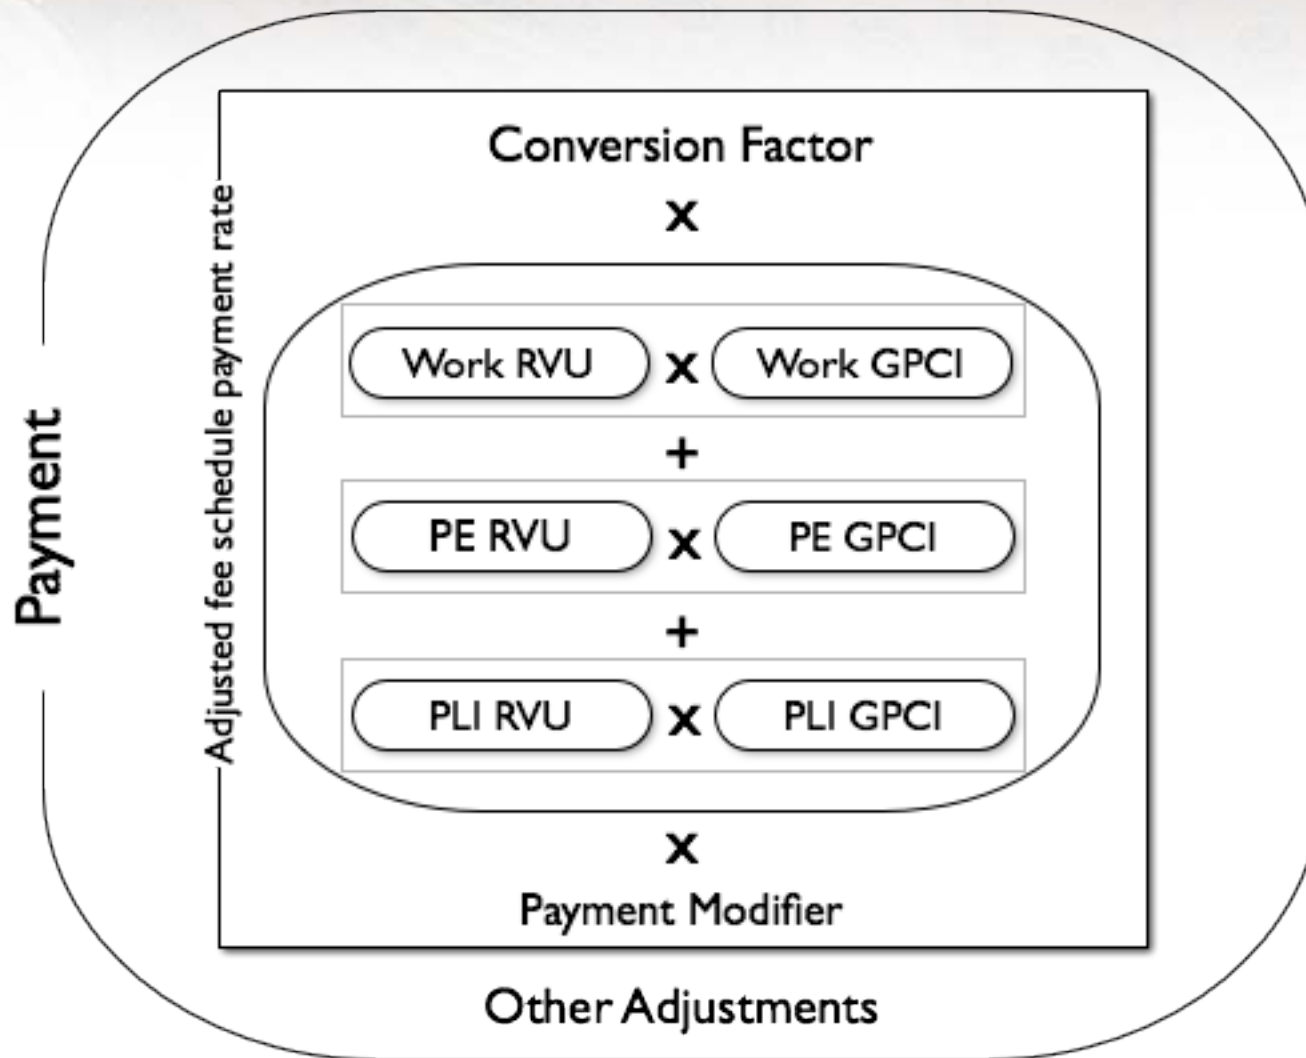 Payment
Adjusted fee schedule payment rate
Conversion Factor
x
Work RVU x Work GPCI
+
PE RVU x PE GPCI
+
PLI RVU x PLI GPCI
x
Payment Modifier
Other Adjustments